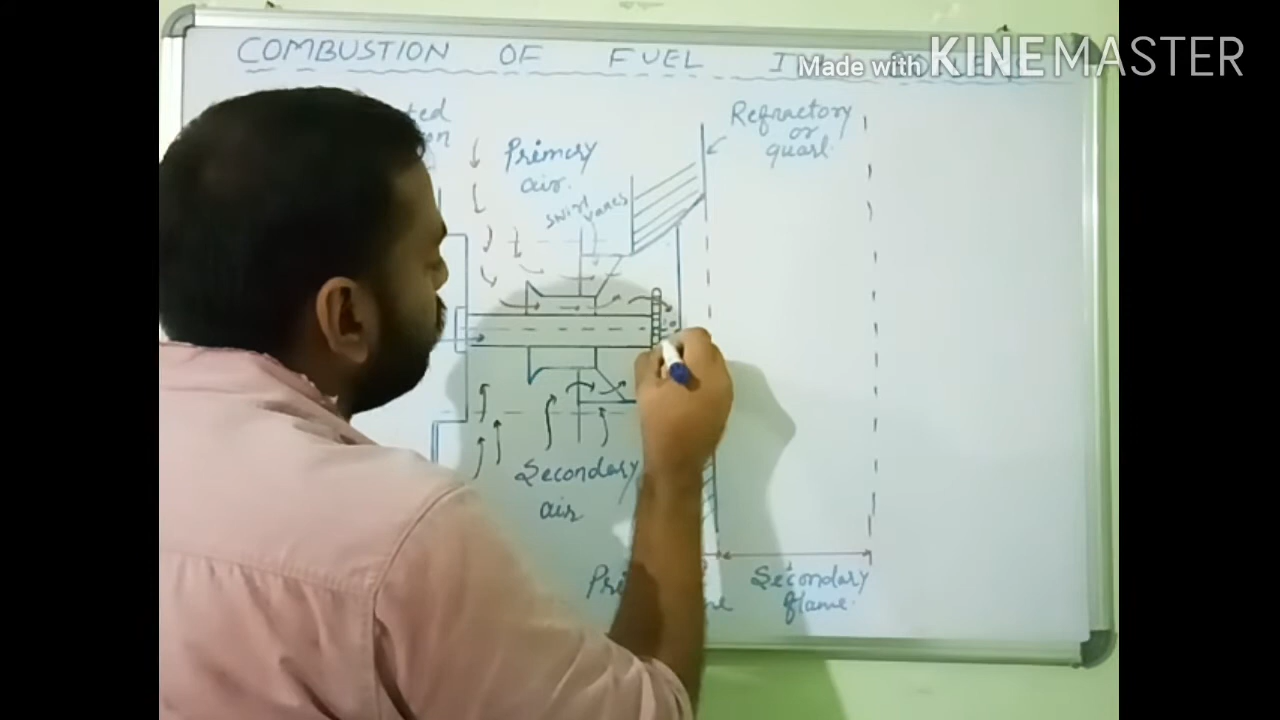 COMBUSTION OF FUEL
Made with KINEMASTER
Refractory
or
quarl.
Primary
air.
swirl
vanes
Secondary
air
Secondary
flame.